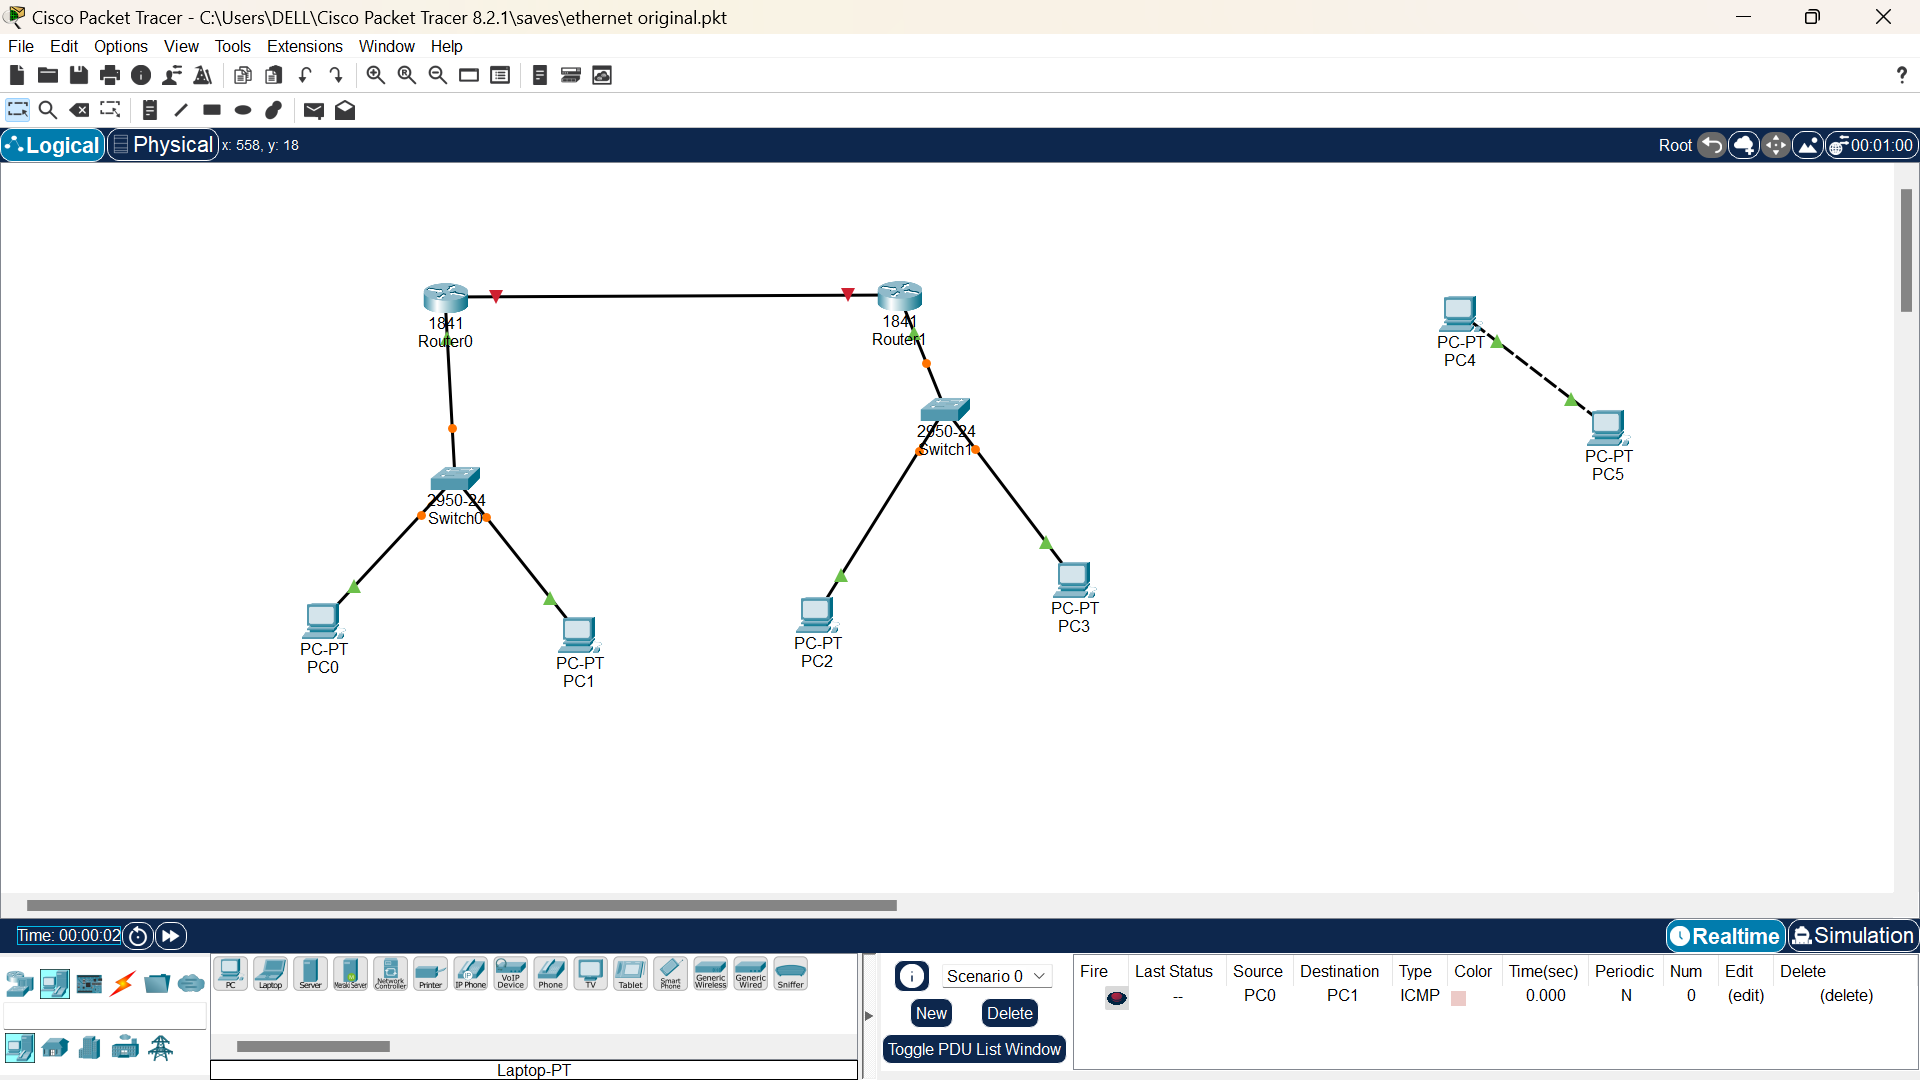 Cisco Packet Tracer - C:\Users\DELL\Cisco Packet Tracer 8.2.1\saves\ethernet original.pkt
File Edit Options View Tools Extensions Window Help
?
Logical Physical x: 558, y: 18 Root 00:01:00
1841
Router0
1841
Router1
PC-PT
PC4
2950-24
Switch1
PC-PT
PC5
2950-24
Switch0
PC-PT
PC3
PC-PT
PC2
PC-PT
PC0
PC-PT
PC1
Time: 00:00:02 Realtime Simulation
PC Laptop Server Meraki Server Network Controller Printer IP Phone VoIP Device Phone TV Tablet Smart Phone Generic Wireless Generic Wired Sniffer
Laptop-PT
Scenario 0
New Delete
Toggle PDU List Window
Fire Last Status Source Destination Type Color Time(sec) Periodic Num Edit Delete
-- PC0 PC1 ICMP 0.000 N 0 (edit) (delete)